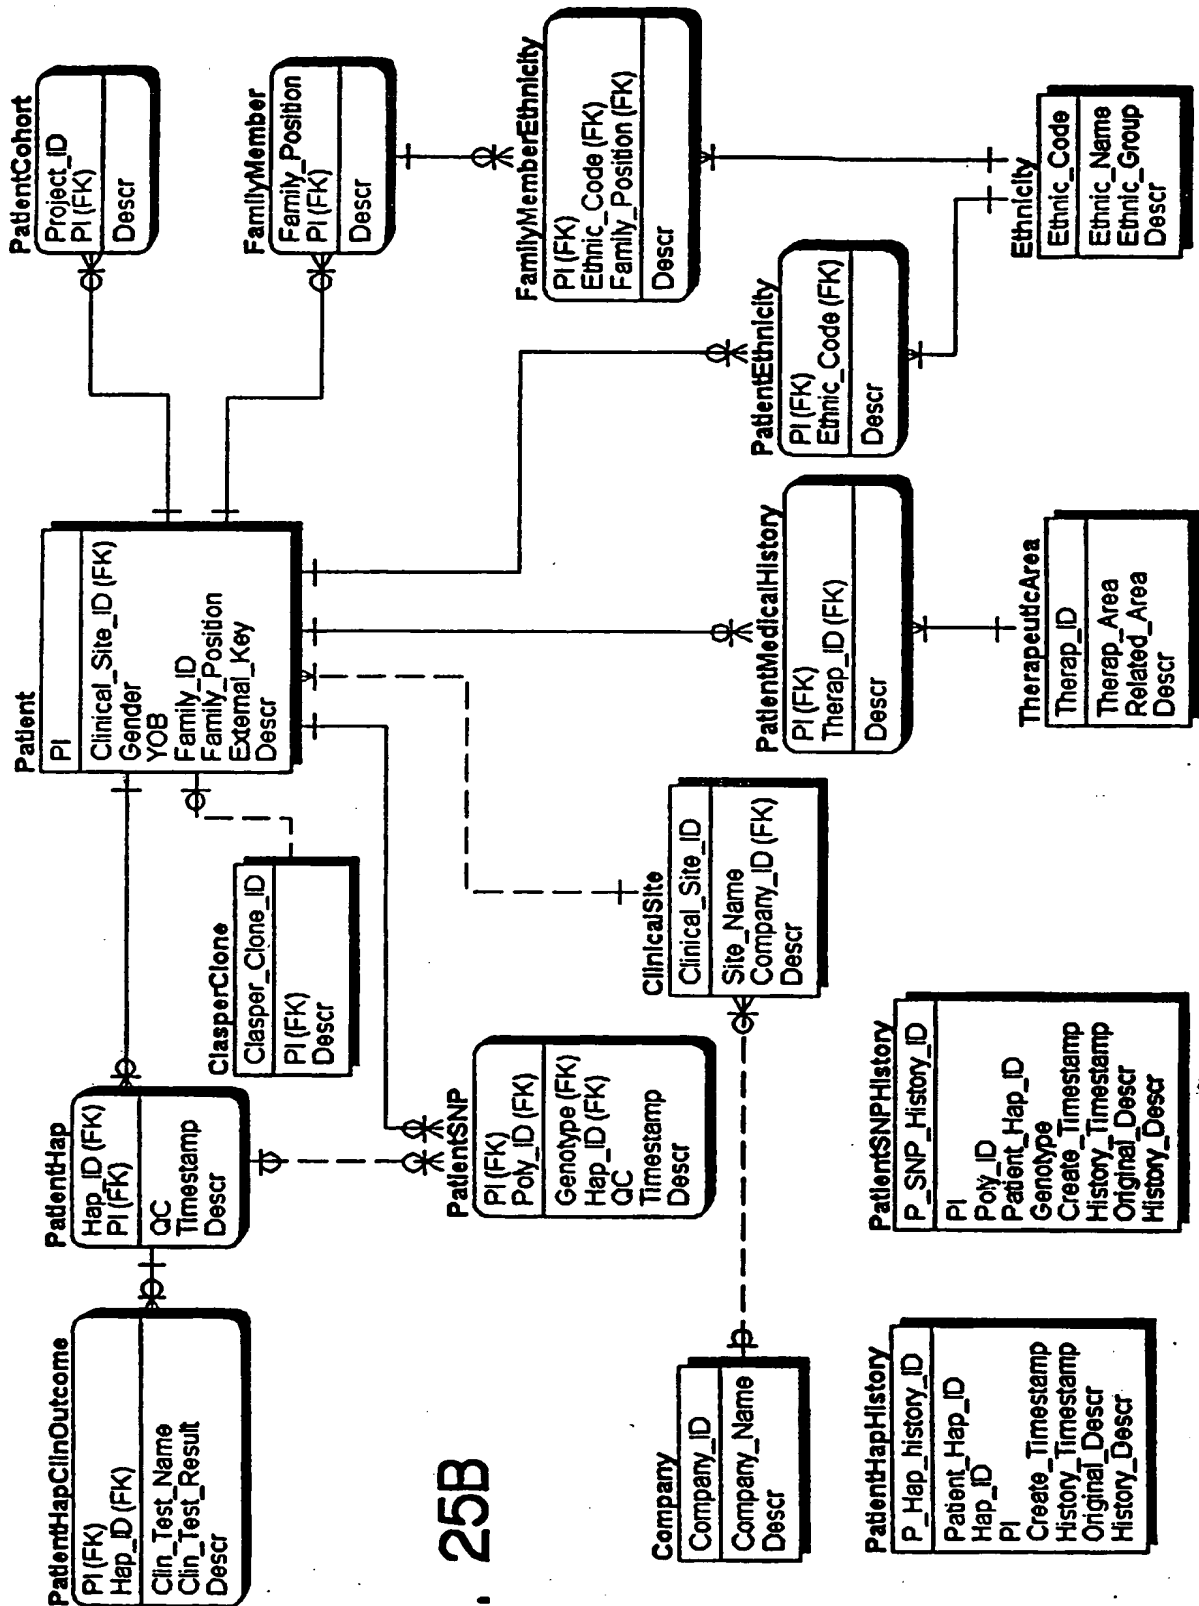 PatientCohort
Project_ID
PI (FK)
Descr
FamilyMember
Family_Position
PI (FK)
Descr
FamilyMemberEthnicity
PI (FK)
Ethnic_Code (FK)
Family_Position (FK)
Descr
Ethnicity
Ethnic_Code
Ethnic_Name
Ethnic_Group
Descr
Patient
PI
Clinical_Site_ID (FK)
Gender
YOB
Family_ID
Family_Position
External_Key
Descr
PatientEthnicity
PI (FK)
Ethnic_Code (FK)
Descr
PatientMedicalHistory
PI (FK)
Therap_ID (FK)
Descr
TherapeuticArea
Therap_ID
Therap_Area
Related_Area
Descr
ClasperClone
Clasper_Clone_ID
PI (FK)
Descr
ClinicalSite
Clinical_Site_ID
Site_Name
Company_ID (FK)
Descr
PatientHap
Hap_ID (FK)
PI (FK)
QC
Timestamp
Descr
PatientSNP
PI (FK)
Poly_ID (FK)
Genotype (FK)
Hap_ID (FK)
QC
Timestamp
Descr
PatientSNPHistory
P_SNP_History_ID
PI
Poly_ID
Patient_Hap_ID
Genotype
Create_Timestamp
History_Timestamp
Original_Descr
History_Descr
PatientHapClinOutcome
PI (FK)
Hap_ID (FK)
Clin_Test_Name
Clin_Test_Result
Descr
. 25B
Company
Company_ID
Company_Name
Descr
PatientHapHistory
P_Hap_history_ID
Patient_Hap_ID
Hap_ID
PI
Create_Timestamp
History_Timestamp
Original_Descr
History_Descr